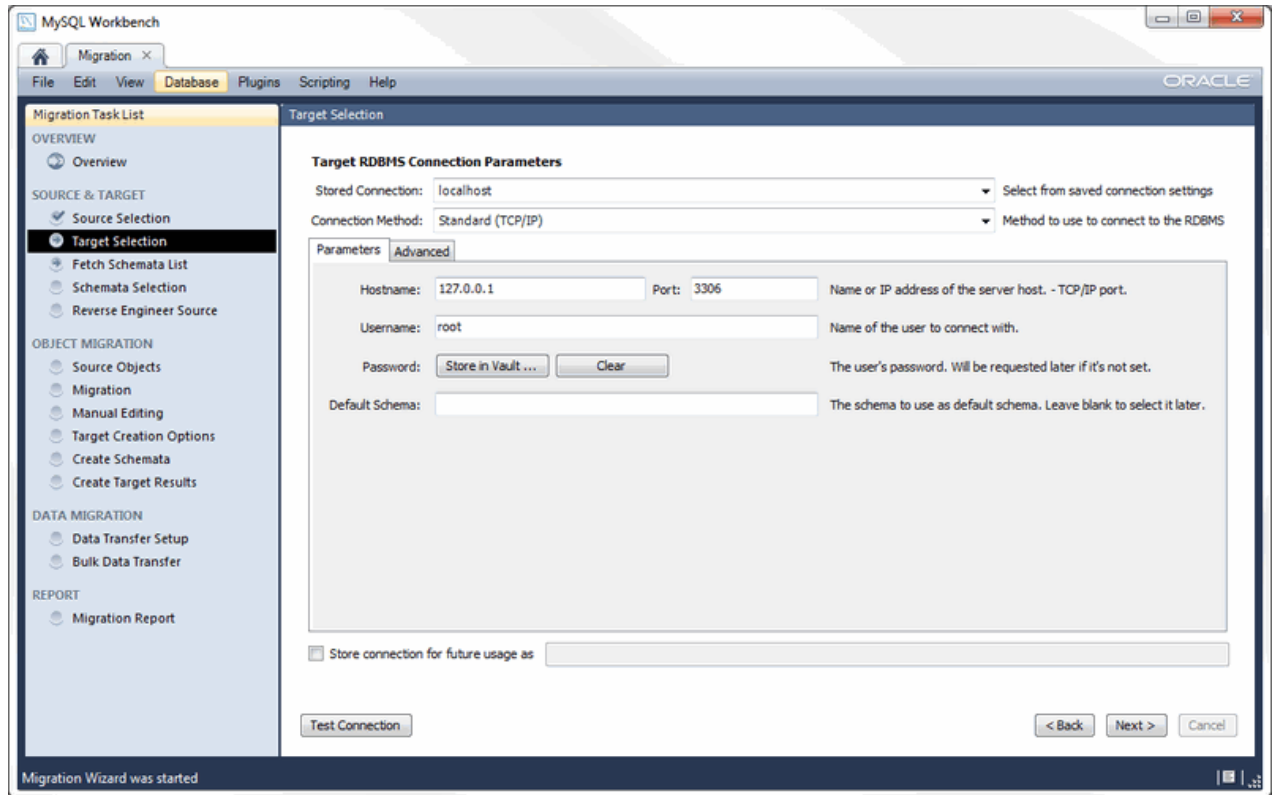 MySQL Workbench
Migration
File Edit View Database Plugins Scripting Help
ORACLE
Migration Task List
OVERVIEW
Overview
SOURCE & TARGET
Source Selection
Target Selection
Fetch Schemata List
Schemata Selection
Reverse Engineer Source
OBJECT MIGRATION
Source Objects
Migration
Manual Editing
Target Creation Options
Create Schemata
Create Target Results
DATA MIGRATION
Data Transfer Setup
Bulk Data Transfer
REPORT
Migration Report
Target Selection
Target RDBMS Connection Parameters
Stored Connection: localhost Select from saved connection settings
Connection Method: Standard (TCP/IP) Method to use to connect to the RDBMS
Parameters Advanced
Hostname: 127.0.0.1 Port: 3306 Name or IP address of the server host. - TCP/IP port.
Username: root Name of the user to connect with.
Password: Store in Vault ... Clear The user's password. Will be requested later if it's not set.
Default Schema: The schema to use as default schema. Leave blank to select it later.
Store connection for future usage as
Test Connection < Back Next > Cancel
Migration Wizard was started